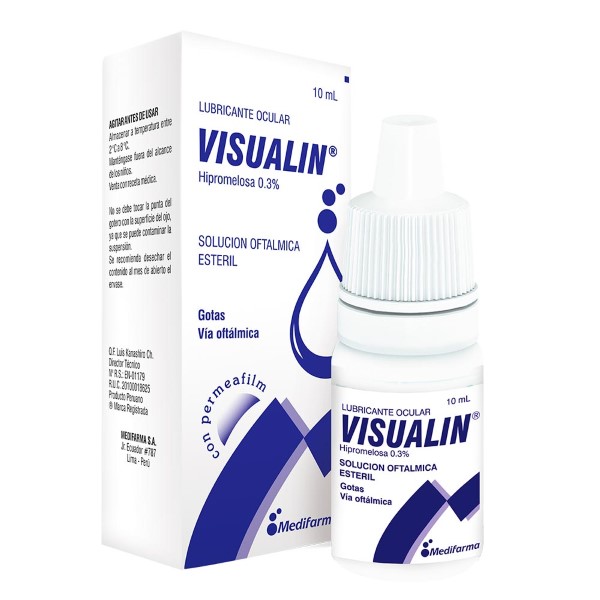 AGITAR ANTES DE USAR
Almacenar a temperatura entre
2°C a 8°C.
Manténgase fuera del alcance
de los niños.
Venta con receta médica.
No se debe tocar la punta del
gotero con la superficie del ojo,
ya que se puede contaminar la
suspensión.
Se recomienda desechar el
contenido al mes de abierto el
envase.
Q.F. Luis Kanashiro Ch.
Director Técnico
N° R.S.: EN-01179
R.U.C. 20100018625
Producto Peruano
® Marca Registrada
MEDIFARMA S.A.
Jr. Ecuador #787
Lima - Perú
10 mL
LUBRICANTE OCULAR
VISUALIN®
Hipromelosa 0.3%
SOLUCION OFTALMICA
ESTERIL
Gotas
Vía oftálmica
con permeafilm
Medifarma
10 mL
LUBRICANTE OCULAR
VISUALIN®
Hipromelosa 0.3%
SOLUCION OFTALMICA
ESTERIL
Gotas
Vía oftálmica
Medifarma